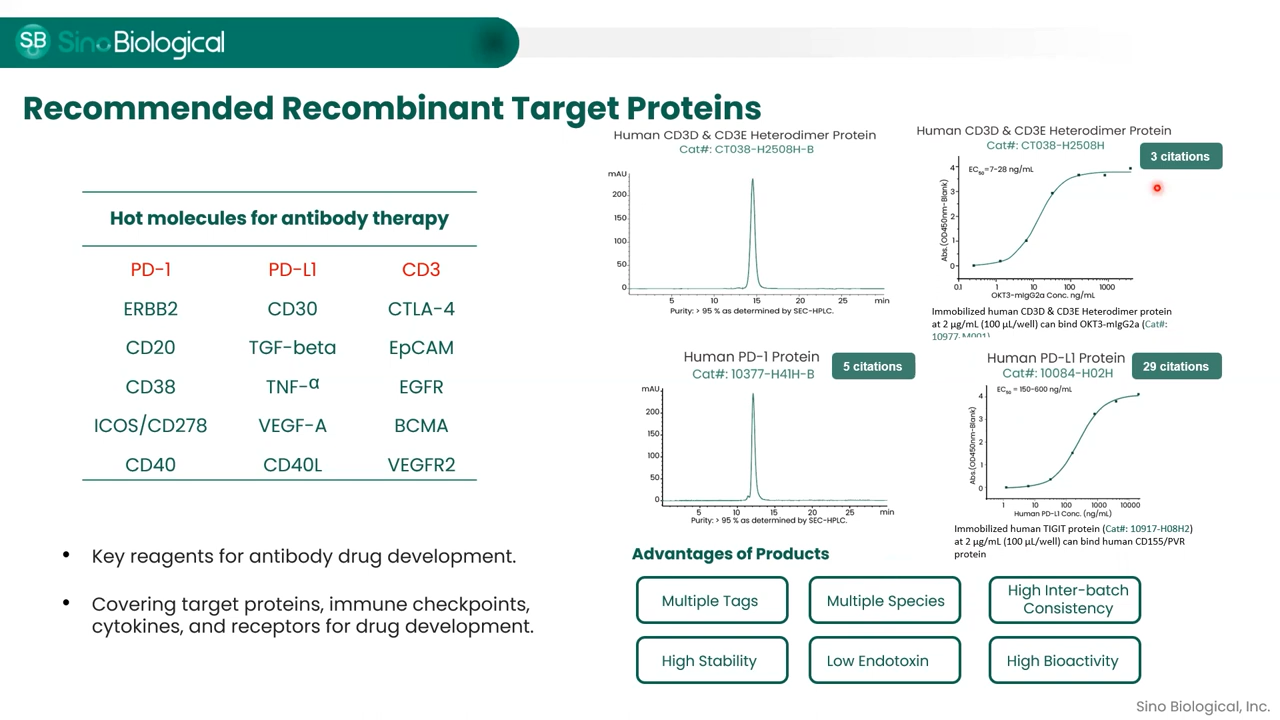 SB SinoBiological
Recommended Recombinant Target Proteins
Hot molecules for antibody therapy
PD-1 PD-L1 CD3
ERBB2 CD30 CTLA-4
CD20 TGF-beta EpCAM
CD38 TNF-α EGFR
ICOS/CD278 VEGF-A BCMA
CD40 CD40L VEGFR2
• Key reagents for antibody drug development.
• Covering target proteins, immune checkpoints,
cytokines, and receptors for drug development.
Human CD3D & CD3E Heterodimer Protein
Cat#: CT038-H2508H-B
mAU
200
150
100
50
0
5 10 15 20 25 min
Purity: > 95 % as determined by SEC-HPLC.
Human CD3D & CD3E Heterodimer Protein
Cat#: CT038-H2508H
3 citations
EC50=7-28 ng/mL
Abs.(OD450nm-Blank)
4
3
2
1
0
0.1 1 10 100 1000
OKT3-mIgG2a Conc. ng/mL
Immobilized human CD3D & CD3E Heterodimer protein
at 2 μg/mL (100 μL/well) can bind OKT3-mIgG2a (Cat#:
10977-M001)
Human PD-1 Protein
Cat#: 10377-H41H-B
5 citations
mAU
200
150
100
50
0
5 10 15 20 25 min
Purity: > 95 % as determined by SEC-HPLC.
Human PD-L1 Protein
Cat#: 10084-H02H
29 citations
EC50 = 150-600 ng/mL
Abs.(OD450nm-Blank)
4
3
2
1
0
1 10 100 1000 10000
Human PD-L1 Conc. (ng/mL)
Immobilized human TIGIT protein (Cat#: 10917-H08H2)
at 2 μg/mL (100 μL/well) can bind human CD155/PVR
protein
Advantages of Products
Multiple Tags
Multiple Species
High Inter-batch
Consistency
High Stability
Low Endotoxin
High Bioactivity
Sino Biological, Inc.